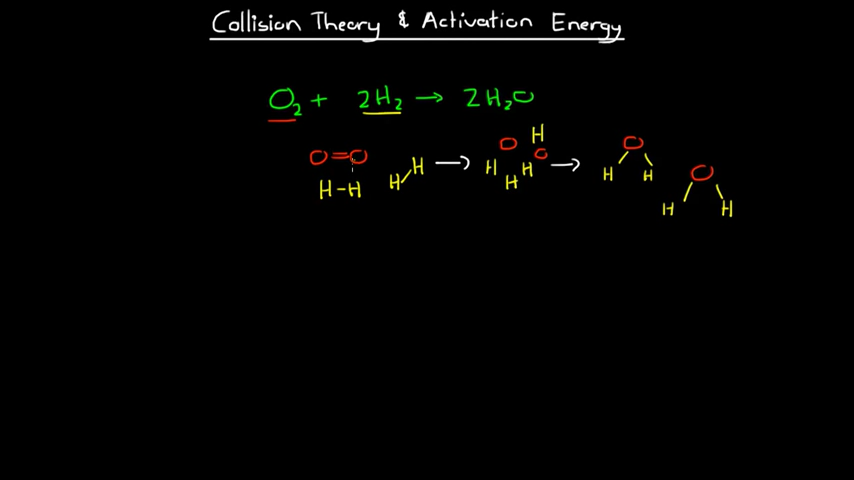 Collision Theory & Activation Energy
O₂ + 2H₂ → 2H₂O
O=O H-H H-H → O O H H H H → O H H O H H